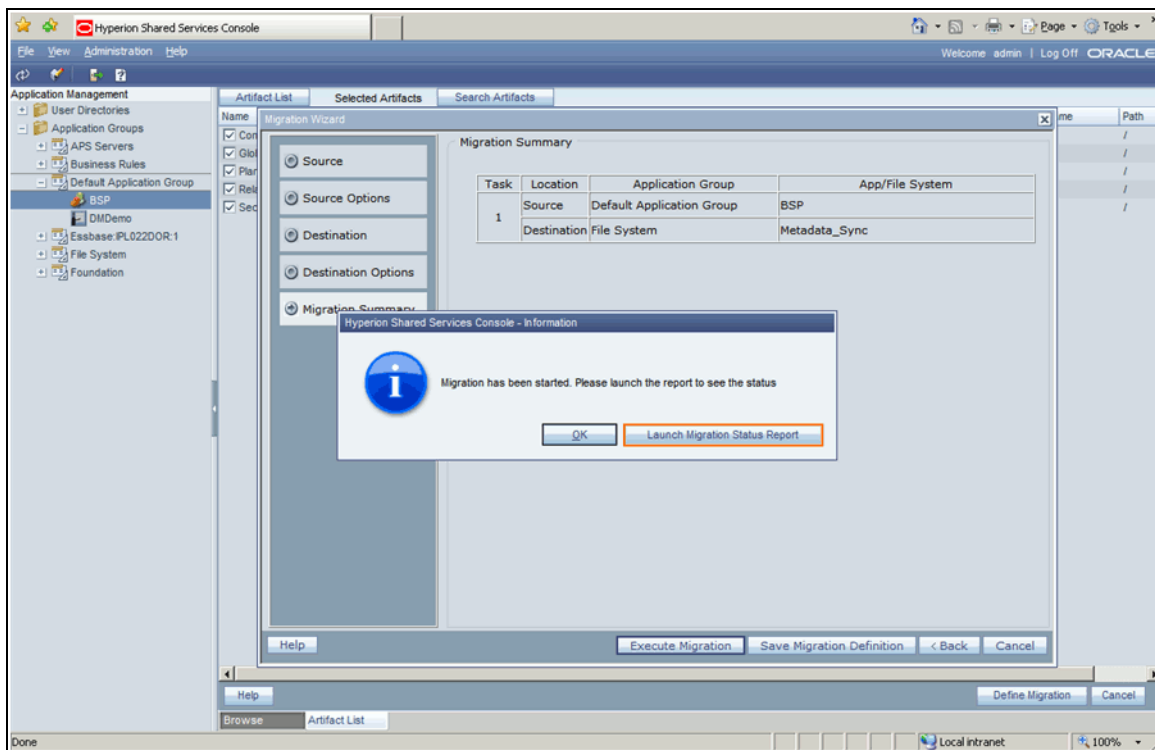 Hyperion Shared Services Console
Page
Tools
File View Administration Help
Welcome admin | Log Off ORACLE
Application Management
User Directories
Application Groups
APS Servers
Business Rules
Default Application Group
BSP
DMDemo
Essbase:IPL022DOR:1
File System
Foundation
Artifact List
Selected Artifacts
Search Artifacts
Name
me
Path
Con
/
Glol
/
Plar
/
Rela
/
Sec
/
Migration Wizard
Source
Source Options
Destination
Destination Options
Migration Summary
Migration Summary
Task Location Application Group App/File System
1
Source Default Application Group BSP
Destination File System Metadata_Sync
Hyperion Shared Services Console - Information
Migration has been started. Please launch the report to see the status
OK
Launch Migration Status Report
Help
Execute Migration
Save Migration Definition
< Back
Cancel
Help
Define Migration
Cancel
Browse
Artifact List
Done
Local intranet
100%